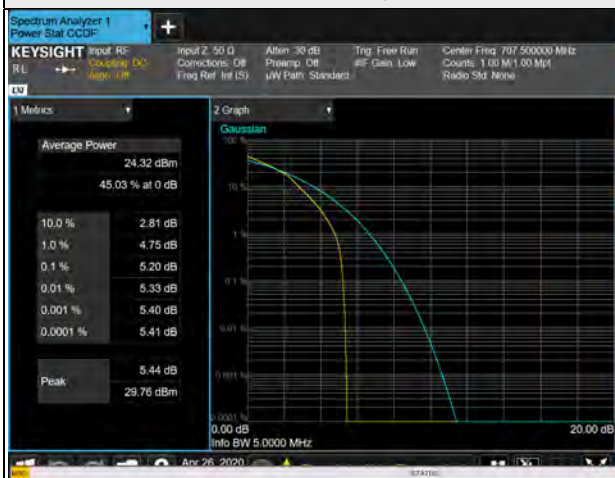 Spectrum Analyzer 1
Power Stat CCDF
+
KEYSIGHT Input: RF Input Z: 50 Ω Atten: 30 dB Trig: Free Run Center Freq: 707.500000 MHz
RL Coupling: DC Corrections: Off Preamp: Off #IF Gain: Low Counts: 1.00 M/1.00 Mpt
Align: Off Freq Ref: Int (S) µW Path: Standard Radio Std: None
LXI
1 Metrics
2 Graph
Average Power
24.32 dBm
45.03 % at 0 dB
10.0 % 2.81 dB
1.0 % 4.75 dB
0.1 % 5.20 dB
0.01 % 5.33 dB
0.001 % 5.40 dB
0.0001 % 5.41 dB
Peak
5.44 dB
29.76 dBm
Gaussian
100 %
10 %
1 %
0.1 %
0.01 %
0.001 %
0.0001 %
0.00 dB 20.00 dB
Info BW 5.0000 MHz
Apr 26, 2020
MSG STATUS